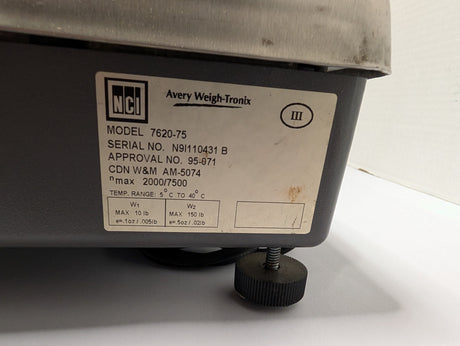 NCI
Avery Weigh-Tronix
III
MODEL 7620-75
SERIAL NO. N9I110431 B
APPROVAL NO. 95-071
CDN W&M AM-5074
nmax 2000/7500
TEMP. RANGE: 5°C TO 40°C
W1 W2
MAX 10 lb MAX 150 lb
e=.1oz / .005lb e=.5oz / .02lb